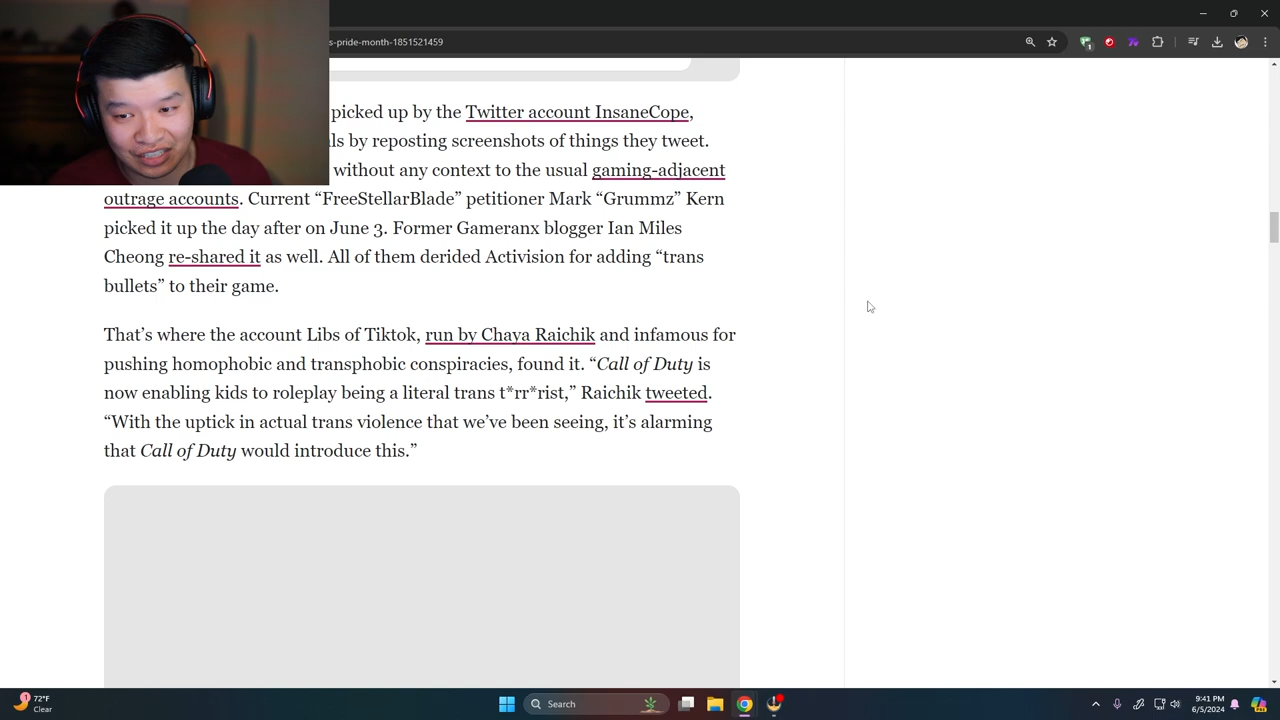 s-pride-month-1851521459
picked up by the Twitter account InsaneCope,
ls by reposting screenshots of things they tweet.
without any context to the usual gaming-adjacent
outrage accounts. Current “FreeStellarBlade” petitioner Mark “Grummz” Kern
picked it up the day after on June 3. Former Gameranx blogger Ian Miles
Cheong re-shared it as well. All of them derided Activision for adding “trans
bullets” to their game.
That’s where the account Libs of Tiktok, run by Chaya Raichik and infamous for
pushing homophobic and transphobic conspiracies, found it. “Call of Duty is
now enabling kids to roleplay being a literal trans t*rr*rist,” Raichik tweeted.
“With the uptick in actual trans violence that we’ve been seeing, it’s alarming
that Call of Duty would introduce this.”
1
72°F
Clear
Search
9:41 PM
6/5/2024